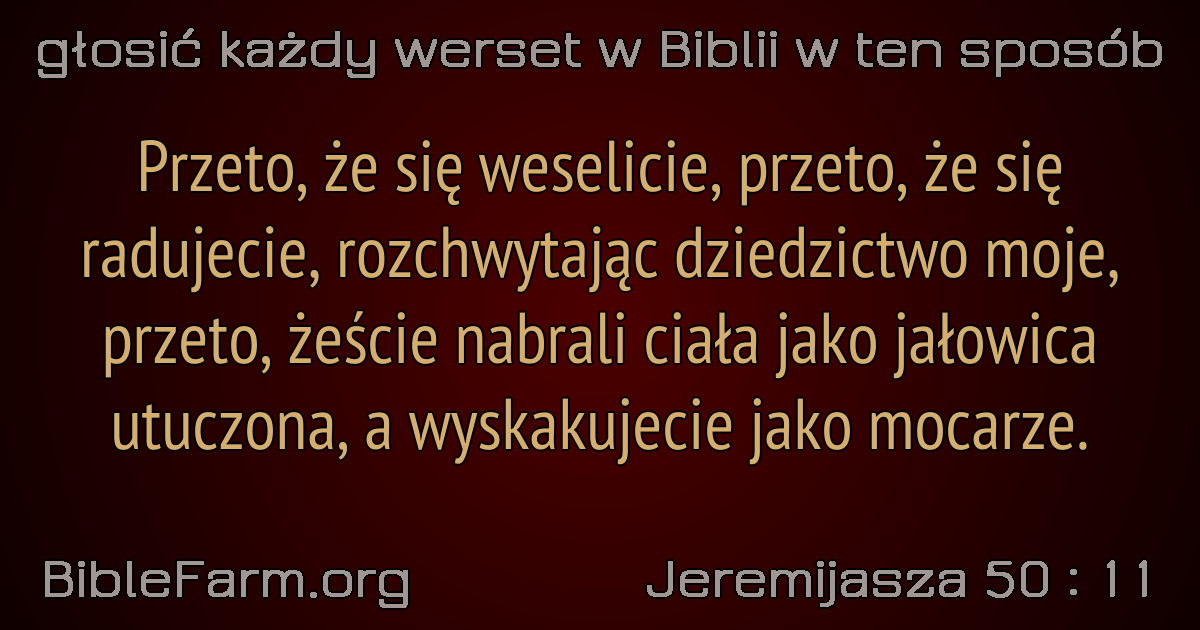 głosić każdy werset w Biblii w ten sposób
Przeto, że się weselicie, przeto, że się
radujecie, rozchwytając dziedzictwo moje,
przeto, żeście nabrali ciała jako jałowica
utuczona, a wyskakujecie jako mocarze.
BibleFarm.org
Jeremijasza 50 : 11